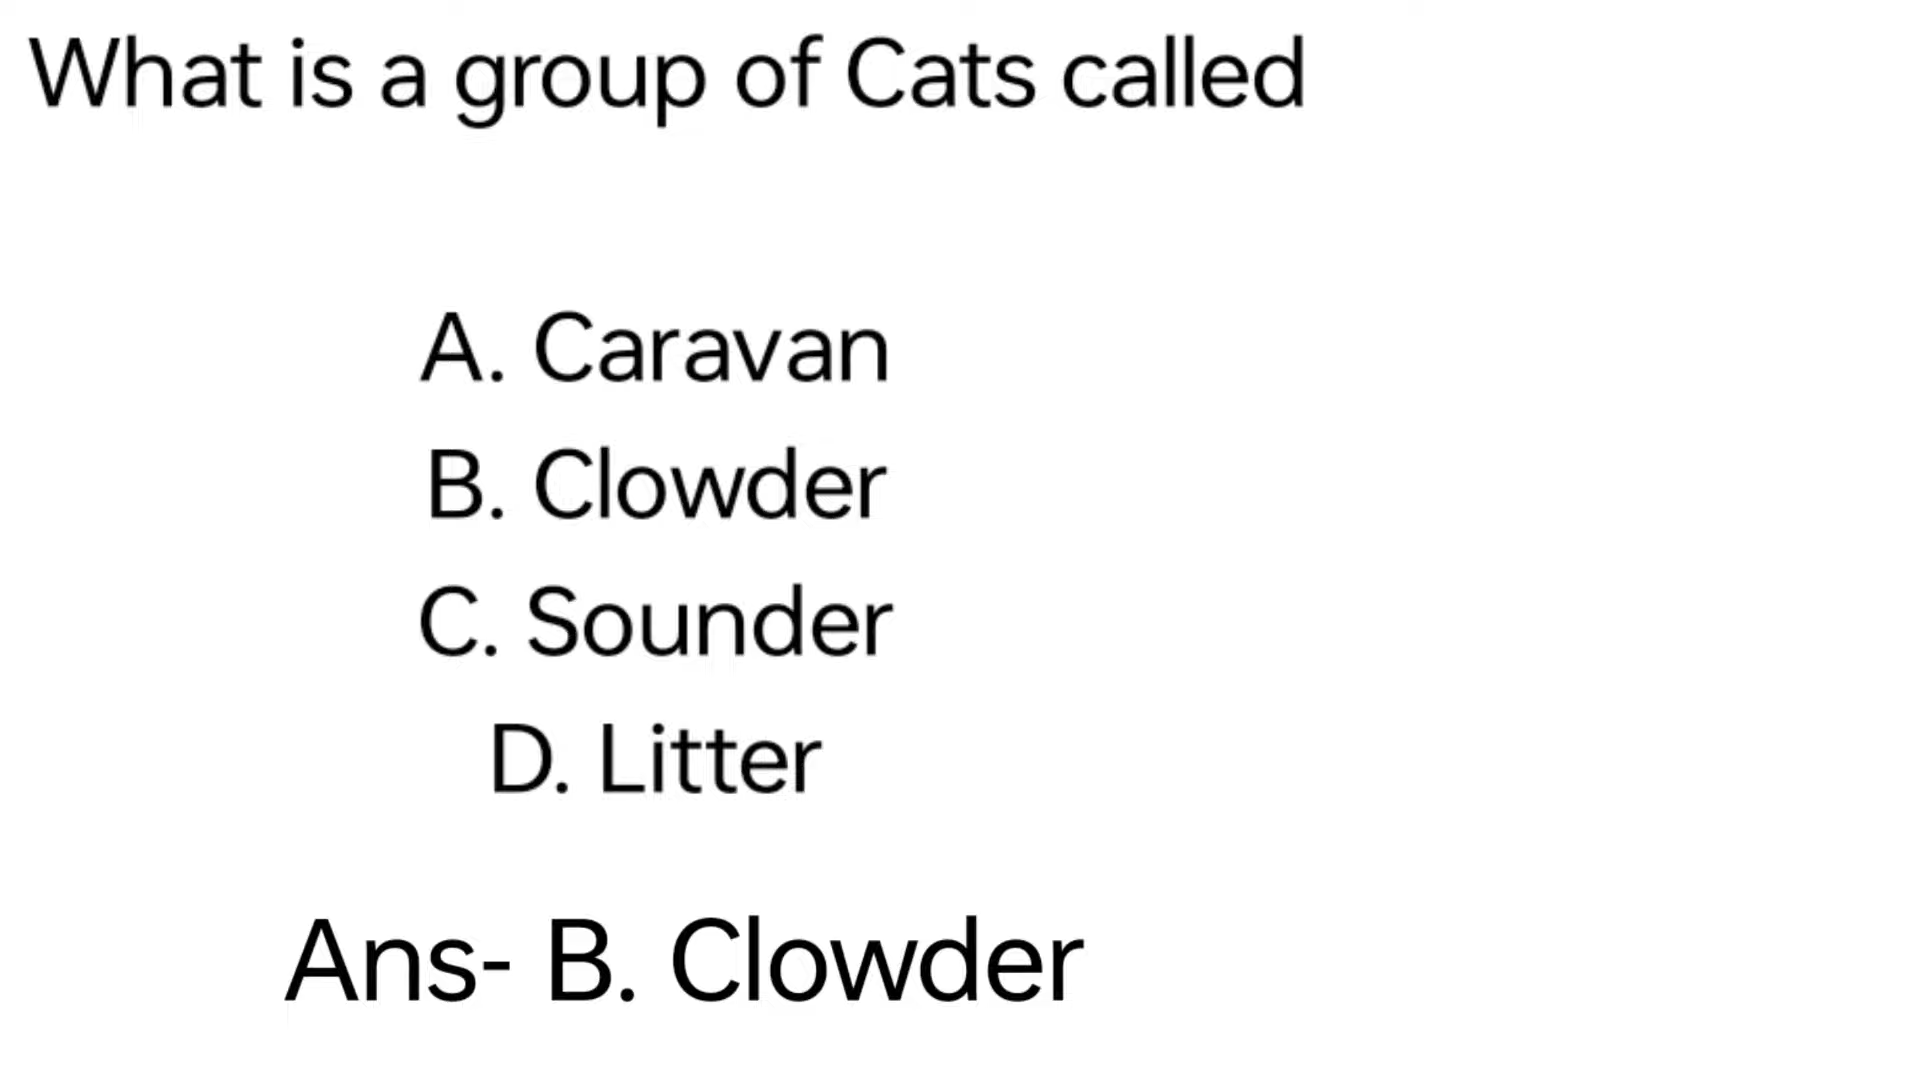 What is a group of Cats called
A. Caravan
B. Clowder
C. Sounder
D. Litter
Ans- B. Clowder